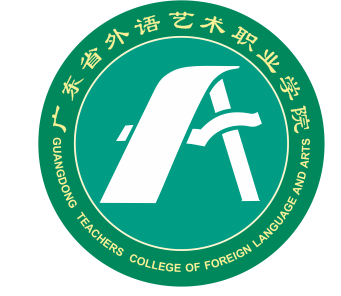 广东省外语艺术职业学院
GUANGDONG TEACHERS COLLEGE OF FOREIGN LANGUAGE AND ARTS